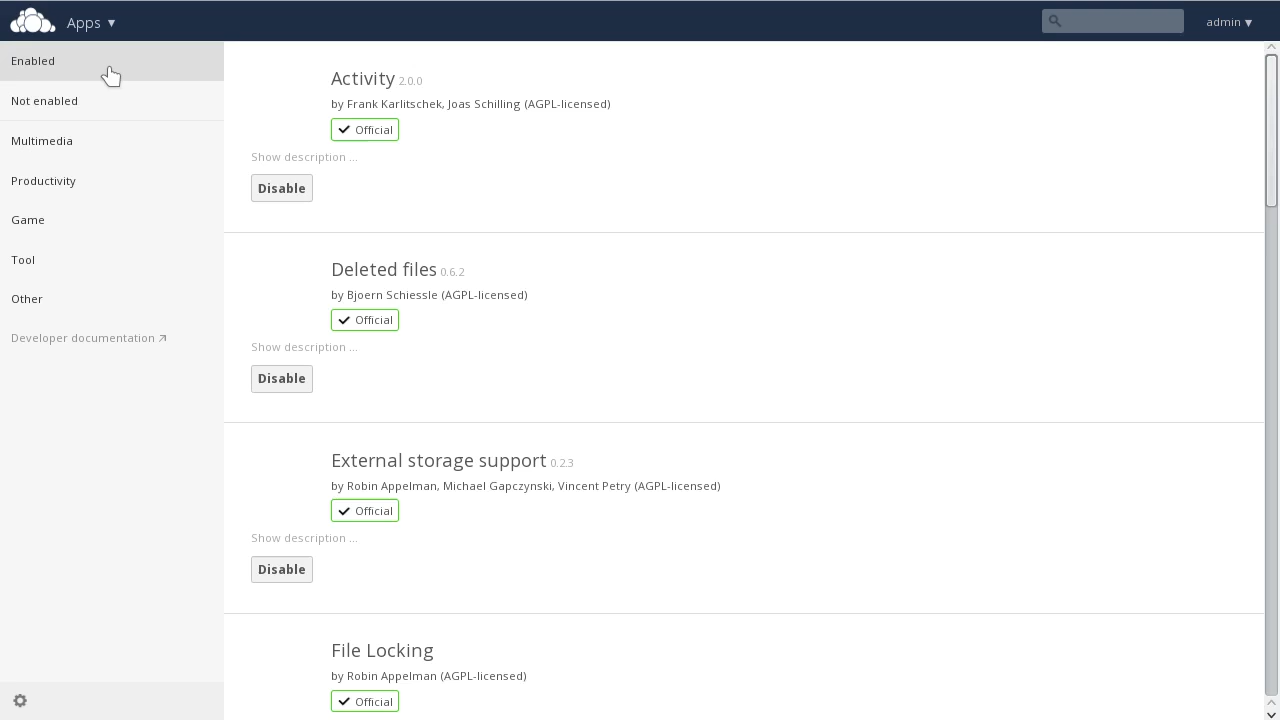 Apps ▼
admin ▼
Enabled
Not enabled
Multimedia
Productivity
Game
Tool
Other
Developer documentation ↗
Activity 2.0.0
by Frank Karlitschek, Joas Schilling (AGPL-licensed)
Official
Show description ...
Disable
Deleted files 0.6.2
by Bjoern Schiessle (AGPL-licensed)
Official
Show description ...
Disable
External storage support 0.2.3
by Robin Appelman, Michael Gapczynski, Vincent Petry (AGPL-licensed)
Official
Show description ...
Disable
File Locking
by Robin Appelman (AGPL-licensed)
Official